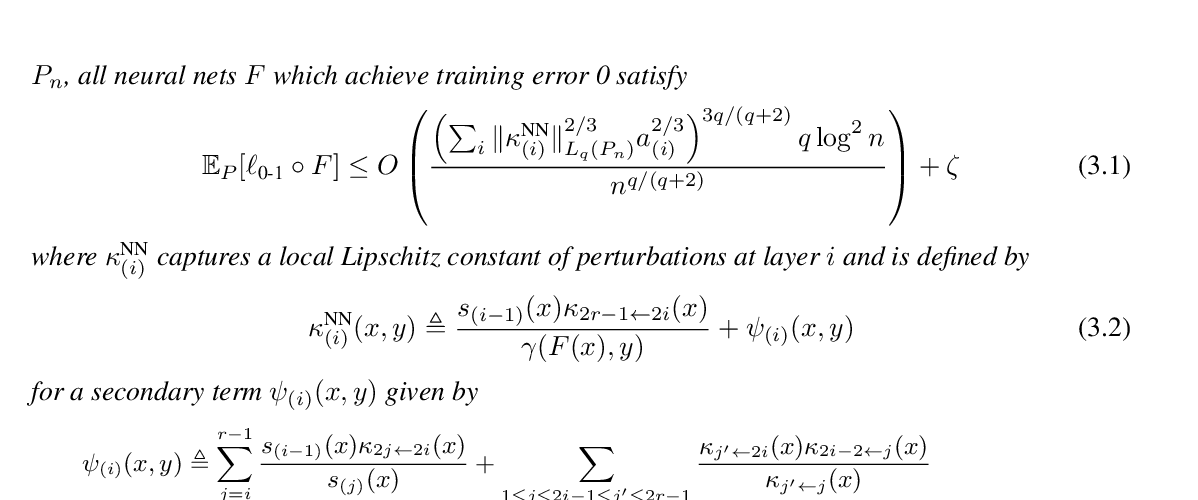 $P_n$, all neural nets $F$ which achieve training error 0 satisfy
$$\mathbb{E}_P[\ell_{\text{0-1}} \circ F] \leq O\left(\frac{\left(\sum_i \|\kappa_{(i)}^{\text{NN}}\|_{L_q(P_n)}^{2/3} a_{(i)}^{2/3}\right)^{3q/(q+2)} q \log^2 n}{n^{q/(q+2)}}\right) + \zeta \quad (3.1)$$
where $\kappa_{(i)}^{\text{NN}}$ captures a local Lipschitz constant of perturbations at layer $i$ and is defined by
$$\kappa_{(i)}^{\text{NN}}(x, y) \triangleq \frac{s_{(i-1)}(x)\kappa_{2r-1\leftarrow 2i}(x)}{\gamma(F(x), y)} + \psi_{(i)}(x, y) \quad (3.2)$$
for a secondary term $\psi_{(i)}(x, y)$ given by
$$\psi_{(i)}(x, y) \triangleq \sum_{j=i}^{r-1} \frac{s_{(i-1)}(x)\kappa_{2j\leftarrow 2i}(x)}{s_{(j)}(x)} + \sum_{1\leq j\leq 2i-1\leq j'\leq 2r-1} \frac{\kappa_{j'\leftarrow 2i}(x)\kappa_{2i-2\leftarrow j}(x)}{\kappa_{j'\leftarrow j}(x)}$$